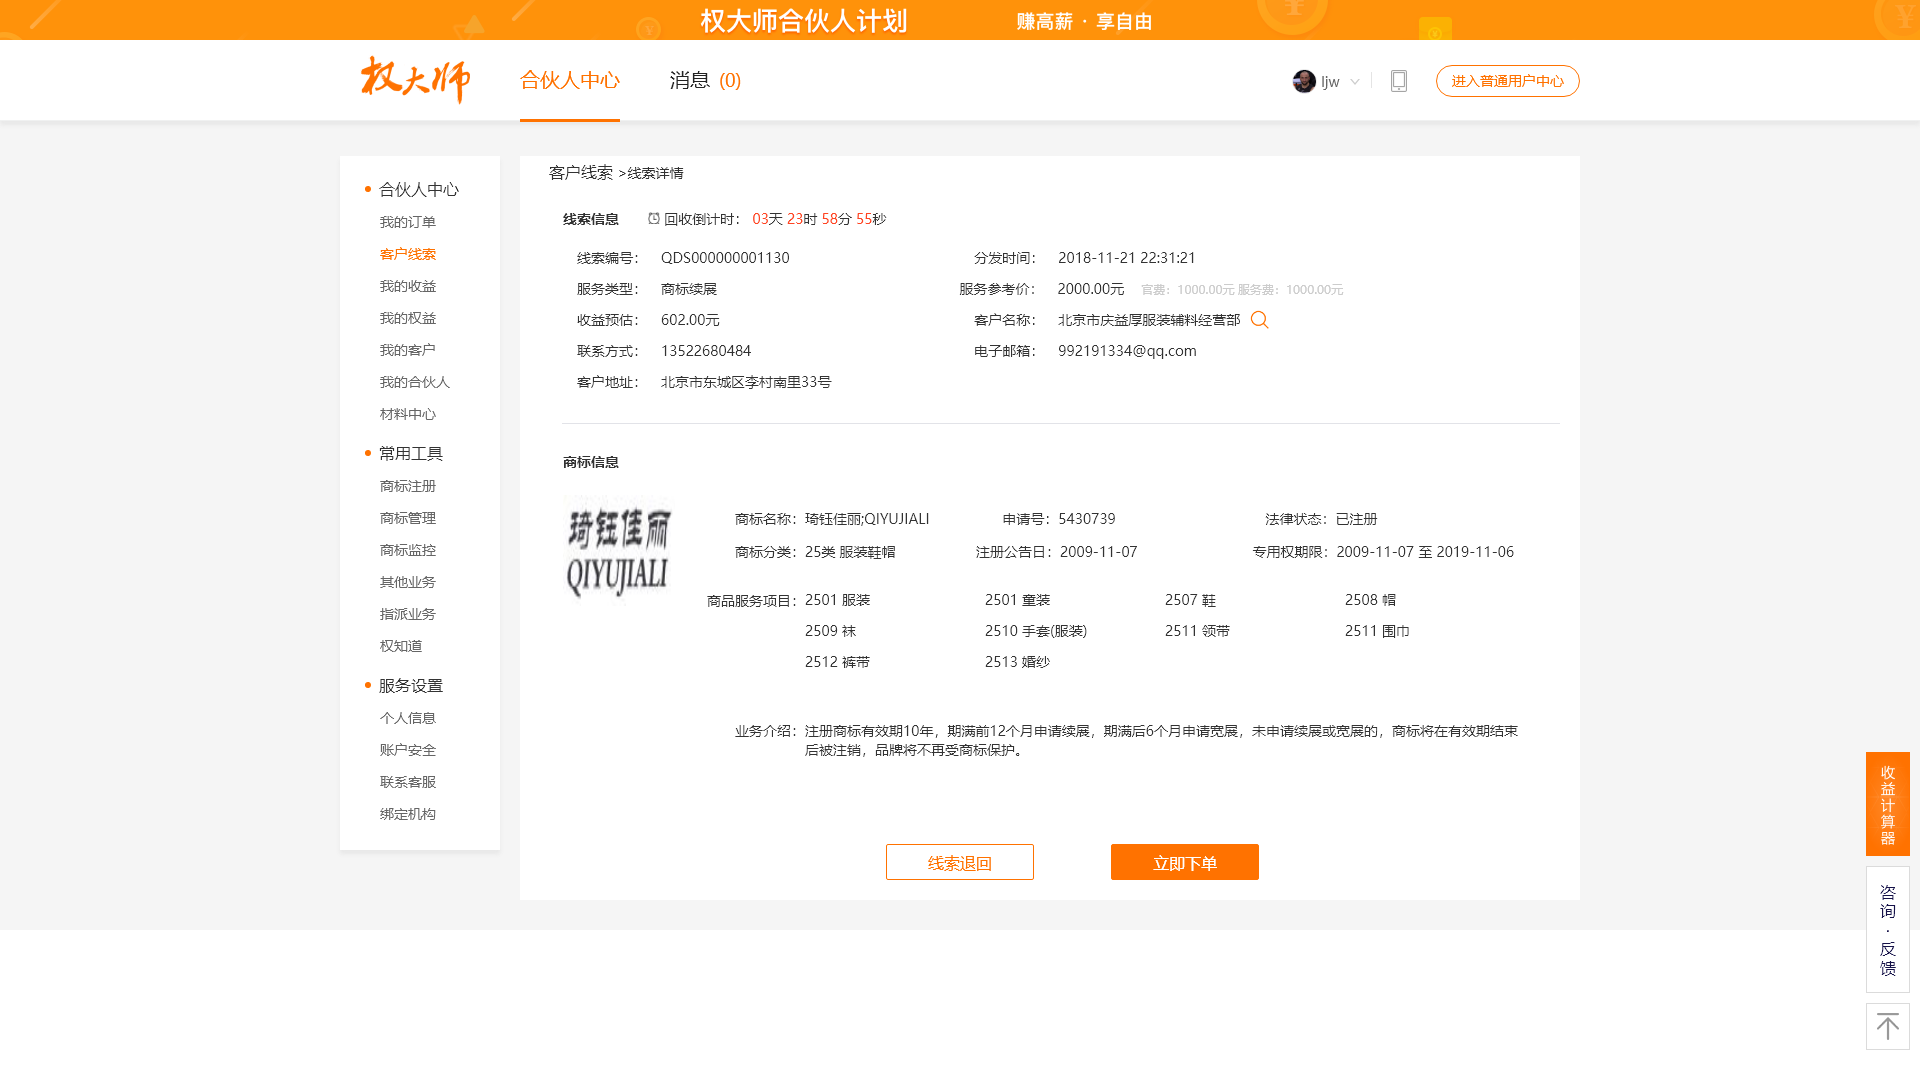 权大师合伙人计划 赚高薪 · 享自由
权大师 合伙人中心 消息 (0) ljw 进入普通用户中心
合伙人中心
我的订单
客户线索
我的收益
我的权益
我的客户
我的合伙人
材料中心
常用工具
商标注册
商标管理
商标监控
其他业务
指派业务
权知道
服务设置
个人信息
账户安全
联系客服
绑定机构
客户线索 >线索详情
线索信息 回收倒计时： 03天 23时 58分 55秒
线索编号： QDS000000001130 分发时间： 2018-11-21 22:31:21
服务类型： 商标续展 服务参考价： 2000.00元 官费：1000.00元 服务费：1000.00元
收益预估： 602.00元 客户名称： 北京市庆益厚服装辅料经营部
联系方式： 13522680484 电子邮箱： 992191334@qq.com
客户地址： 北京市东城区李村南里33号
商标信息
琦钰佳丽
QIYUJIALI
商标名称：琦钰佳丽;QIYUJIALI 申请号：5430739 法律状态：已注册
商标分类：25类 服装鞋帽 注册公告日：2009-11-07 专用权期限：2009-11-07 至 2019-11-06
商品服务项目：2501 服装 2501 童装 2507 鞋 2508 帽
2509 袜 2510 手套(服装) 2511 领带 2511 围巾
2512 裤带 2513 婚纱
业务介绍：注册商标有效期10年，期满前12个月申请续展，期满后6个月申请宽展，未申请续展或宽展的，商标将在有效期结束
后被注销，品牌将不再受商标保护。
线索退回 立即下单
收益计算器
咨询·反馈